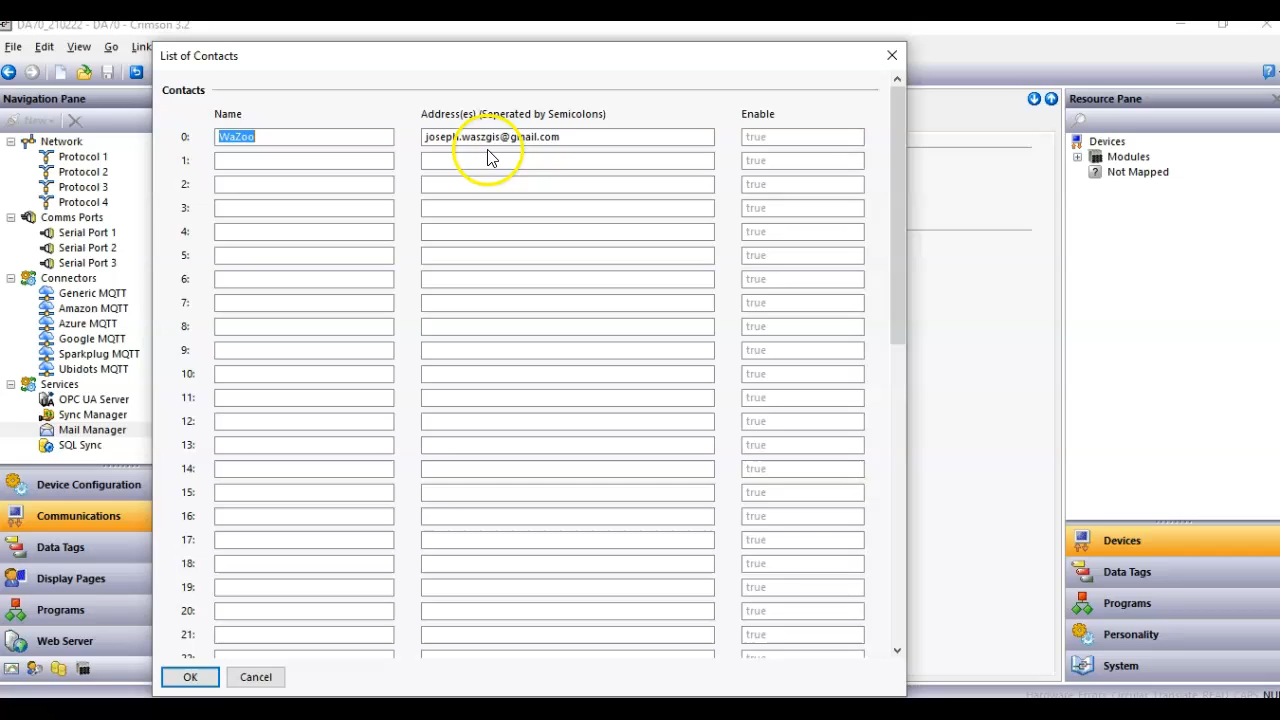 DA70_210222 - DA70 - Crimson 3.2
File Edit View Go Link
Navigation Pane
New
Network
Protocol 1
Protocol 2
Protocol 3
Protocol 4
Comms Ports
Serial Port 1
Serial Port 2
Serial Port 3
Connectors
Generic MQTT
Amazon MQTT
Azure MQTT
Google MQTT
Sparkplug MQTT
Ubidots MQTT
Services
OPC UA Server
Sync Manager
Mail Manager
SQL Sync
Device Configuration
Communications
Data Tags
Display Pages
Programs
Web Server
List of Contacts
Contacts
Name Address(es) (Seperated by Semicolons) Enable
0: WaZoo joseph.waszgis@gmail.com true
1: true
2: true
3: true
4: true
5: true
6: true
7: true
8: true
9: true
10: true
11: true
12: true
13: true
14: true
15: true
16: true
17: true
18: true
19: true
20: true
21: true
22: true
OK Cancel
Resource Pane
Devices
Modules
Not Mapped
Devices
Data Tags
Programs
Personality
System